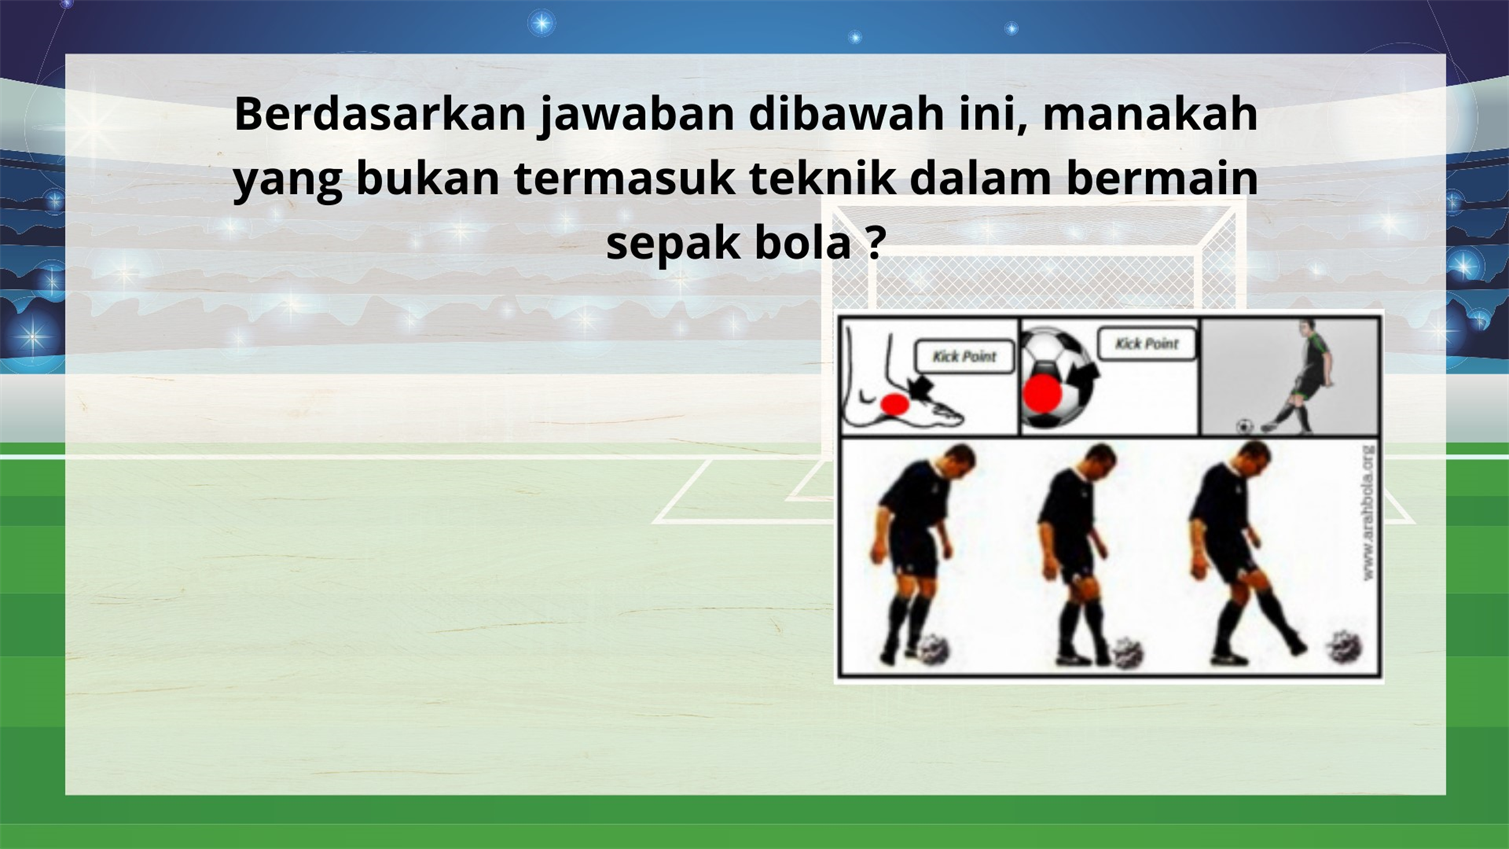 Berdasarkan jawaban dibawah ini, manakah
yang bukan termasuk teknik dalam bermain
sepak bola ?
Kick Point
Kick Point
www.arahbola.org